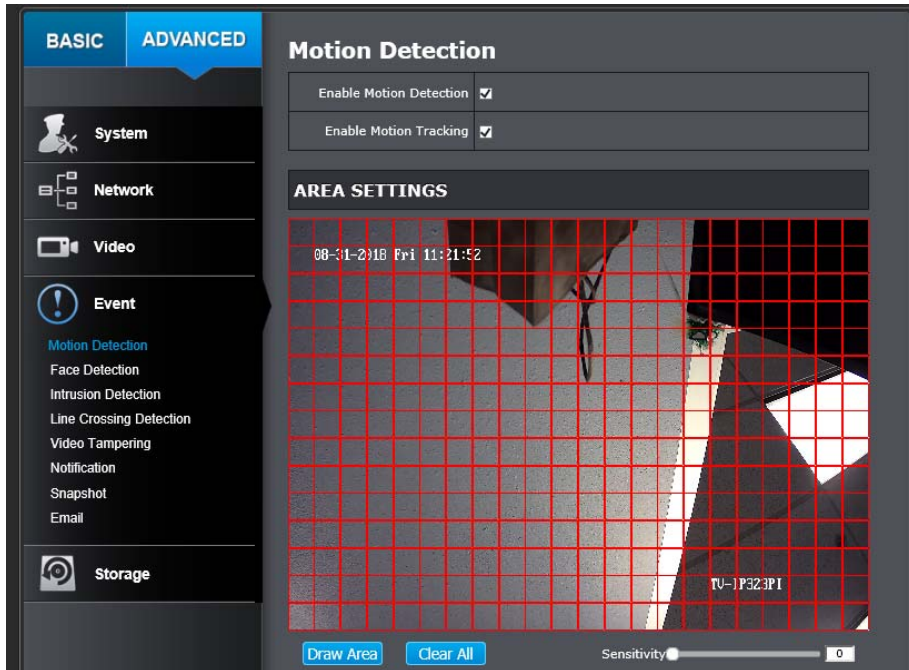 BASIC
ADVANCED
System
Network
Video
Event
Motion Detection
Face Detection
Intrusion Detection
Line Crossing Detection
Video Tampering
Notification
Snapshot
Email
Storage
Motion Detection
Enable Motion Detection
Enable Motion Tracking
AREA SETTINGS
08-31-2018 Fri 11:21:52
TV-IP323PI
Draw Area
Clear All
Sensitivity
0